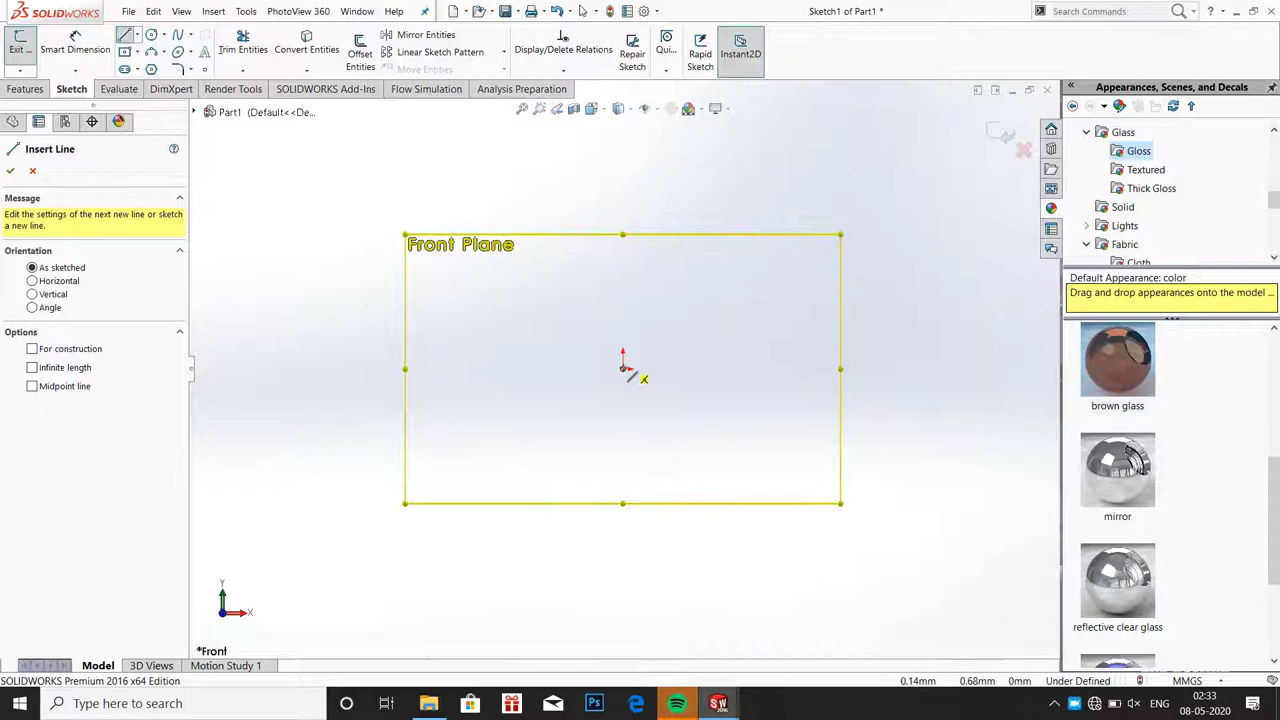 SOLIDWORKS File Edit View Insert Tools PhotoView 360 Window Help Sketch1 of Part1 * Search Commands ?
Exit ... Smart Dimension Trim Entities Convert Entities Offset Entities Mirror Entities Linear Sketch Pattern Move Entities Display/Delete Relations Repair Sketch Qui... Rapid Sketch Instant2D
Features Sketch Evaluate DimXpert Render Tools SOLIDWORKS Add-Ins Flow Simulation Analysis Preparation
Appearances, Scenes, and Decals
Part1 (Default<<De...
Insert Line
Message
Edit the settings of the next new line or sketch
a new line.
Orientation
As sketched
Horizontal
Vertical
Angle
Options
For construction
Infinite length
Midpoint line
Front Plane
Y
X
*Front
Glass
Gloss
Textured
Thick Gloss
Solid
Lights
Fabric
Cloth
Default Appearance: color
Drag and drop appearances onto the model ...
brown glass
mirror
reflective clear glass
Model 3D Views Motion Study 1
SOLIDWORKS Premium 2016 x64 Edition 0.14mm 0.68mm 0mm Under Defined MMGS
Type here to search
ENG
02:33
08-05-2020